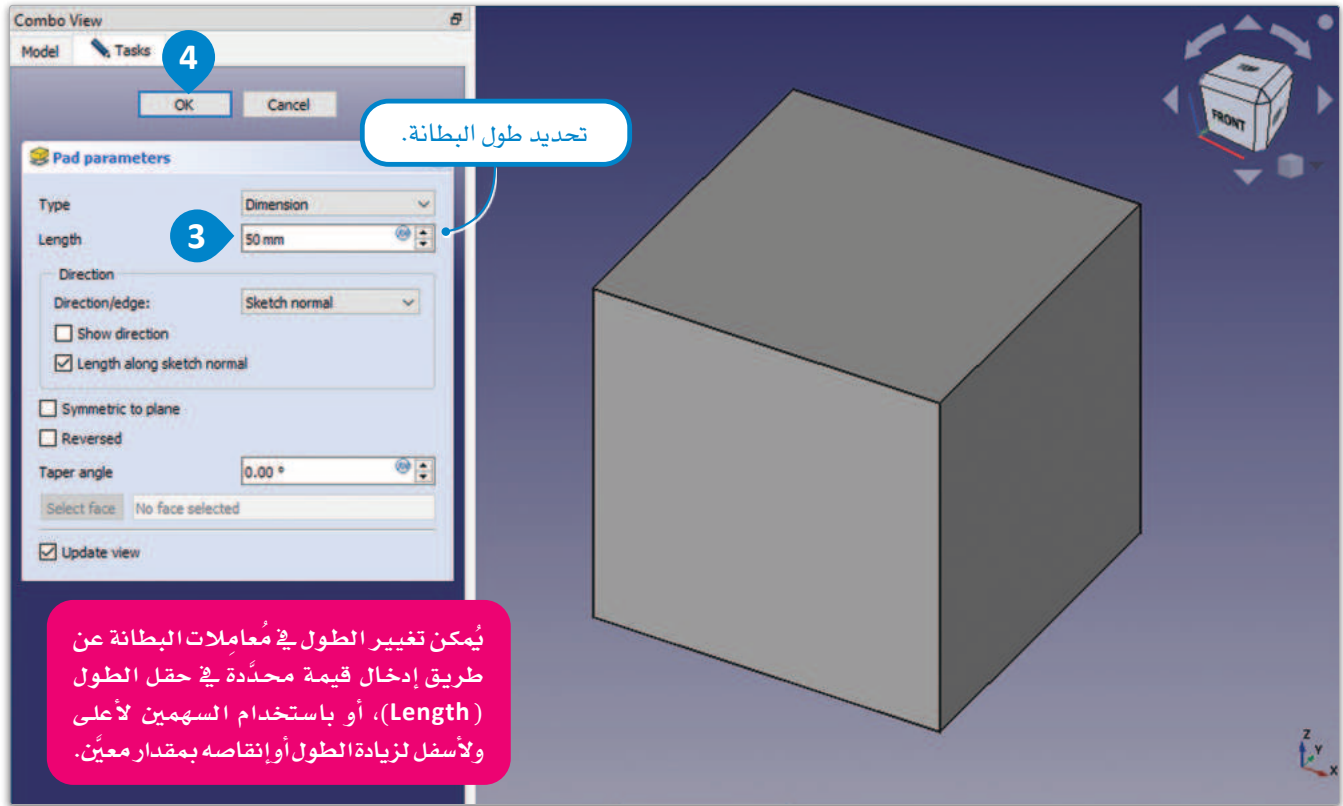 Combo View
Model
Tasks
4
OK
Cancel
تحديد طول البطانة.
Pad parameters
Type
Dimension
Length
3
50 mm
Direction
Direction/edge:
Sketch normal
Show direction
Length along sketch normal
Symmetric to plane
Reversed
Taper angle
0.00 °
Select face
No face selected
Update view
يُمكن تغيير الطول في مُعامِلات البطانة عن
طريق إدخال قيمة محدَّدة في حقل الطول
(Length)، أو باستخدام السهمين لأعلى
ولأسفل لزيادة الطول أو إنقاصه بمقدار معيَّن.
TOP
FRONT
Z
Y
X